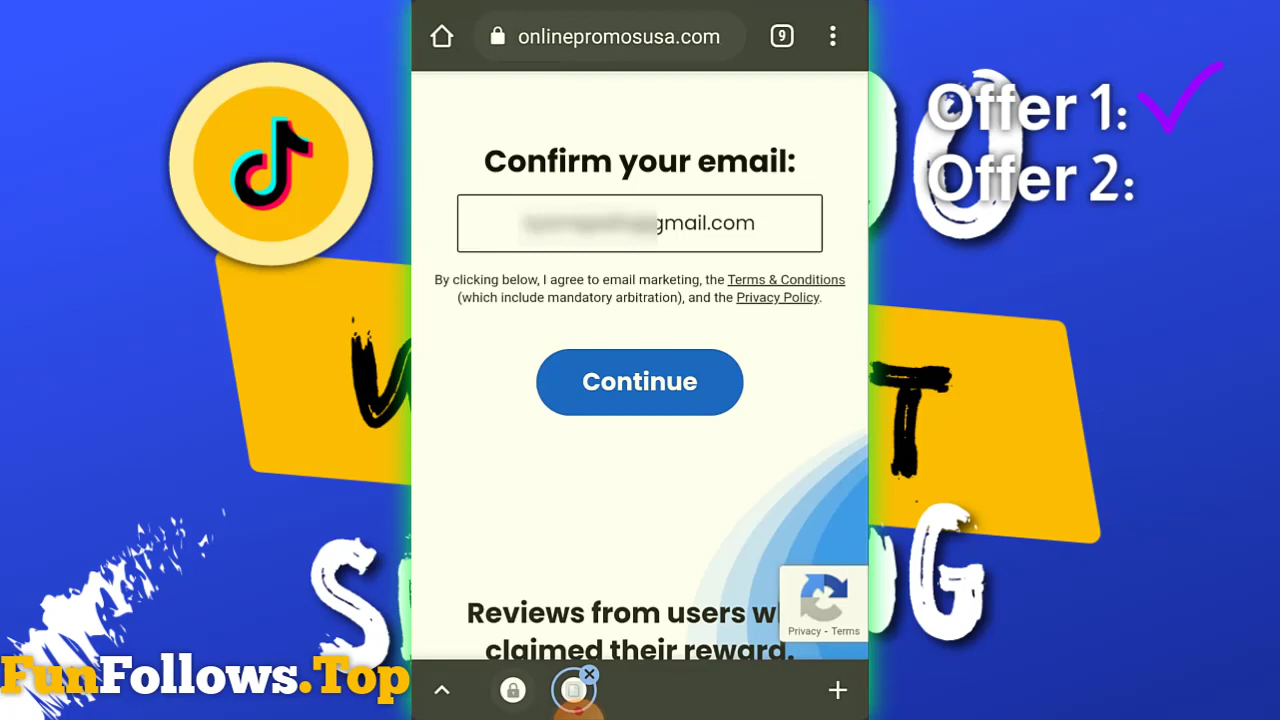 onlinepromosusa.com
9
Offer 1:
Offer 2:
Confirm your email:
gmail.com
By clicking below, I agree to email marketing, the Terms & Conditions
(which include mandatory arbitration), and the Privacy Policy.
Continue
Reviews from users
claimed their reward.
Privacy - Terms
FunFollows.Top